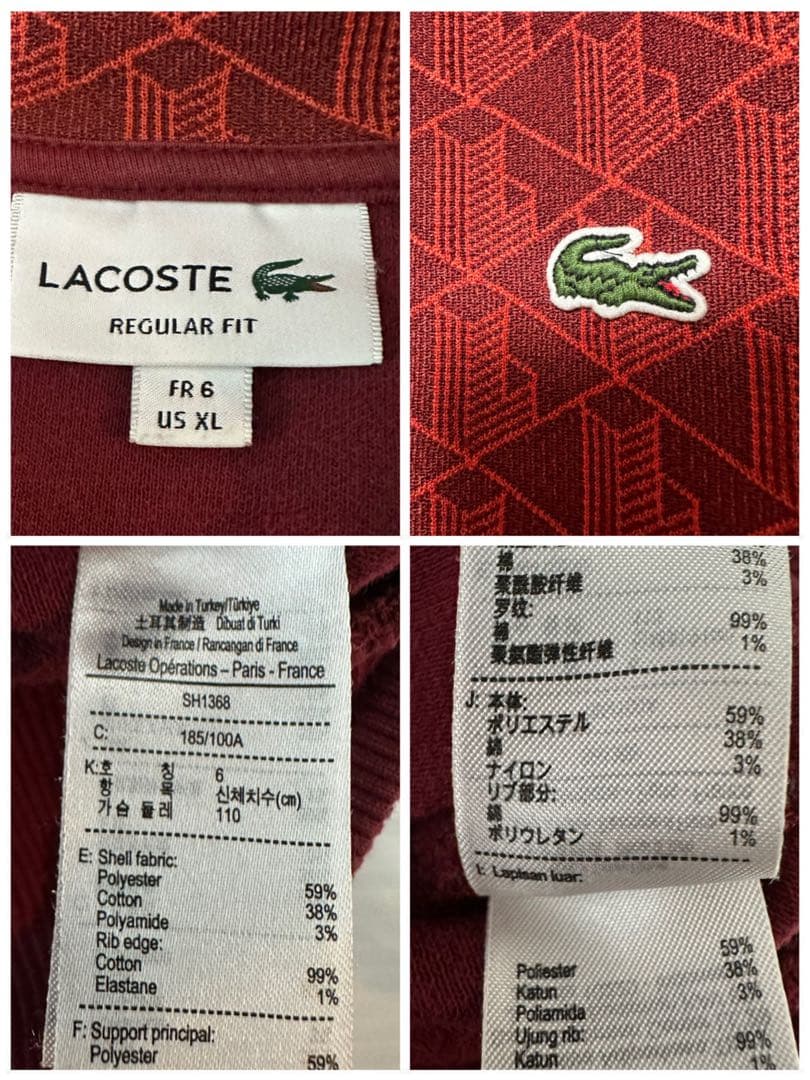 LACOSTE
REGULAR FIT
FR 6
US XL
Made in Turkey/Türkiye
土耳其制造 Dibuat di Turki
Design in France / Rancangan di France
Lacoste Opérations – Paris - France
SH1368
C: 185/100A
K:호 칭 6
항 목 신체치수(cm)
가슴 둘레 110
E: Shell fabric:
Polyester 59%
Cotton 38%
Polyamide 3%
Rib edge:
Cotton 99%
Elastane 1%
F: Support principal:
Polyester 59%
棉 38%
聚酰胺纤维 3%
罗纹:
棉 99%
聚氨酯弹性纤维 1%
J: 本体:
ポリエステル 59%
綿 38%
ナイロン 3%
リブ部分:
綿 99%
ポリウレタン 1%
I: Lapisan luar:
Poliester 59%
Katun 38%
Poliamida 3%
Ujung rib:
Katun 99%
1%